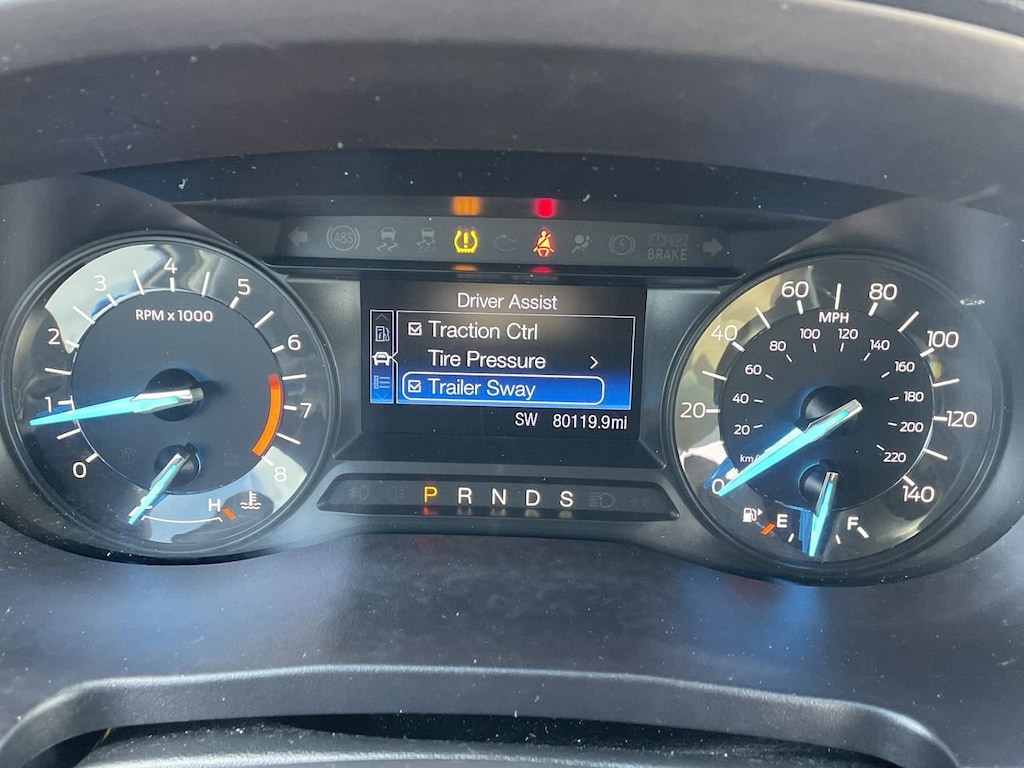 ABS
BRAKE
Driver Assist
Traction Ctrl
Tire Pressure
Trailer Sway
SW 80119.9mi
P R N D S
RPM x 1000
0 1 2 3 4 5 6 7 8
H
MPH
0 20 40 60 80 100 120 140
km/
20 40 60 80 100 120 140 160 180 200 220
E F